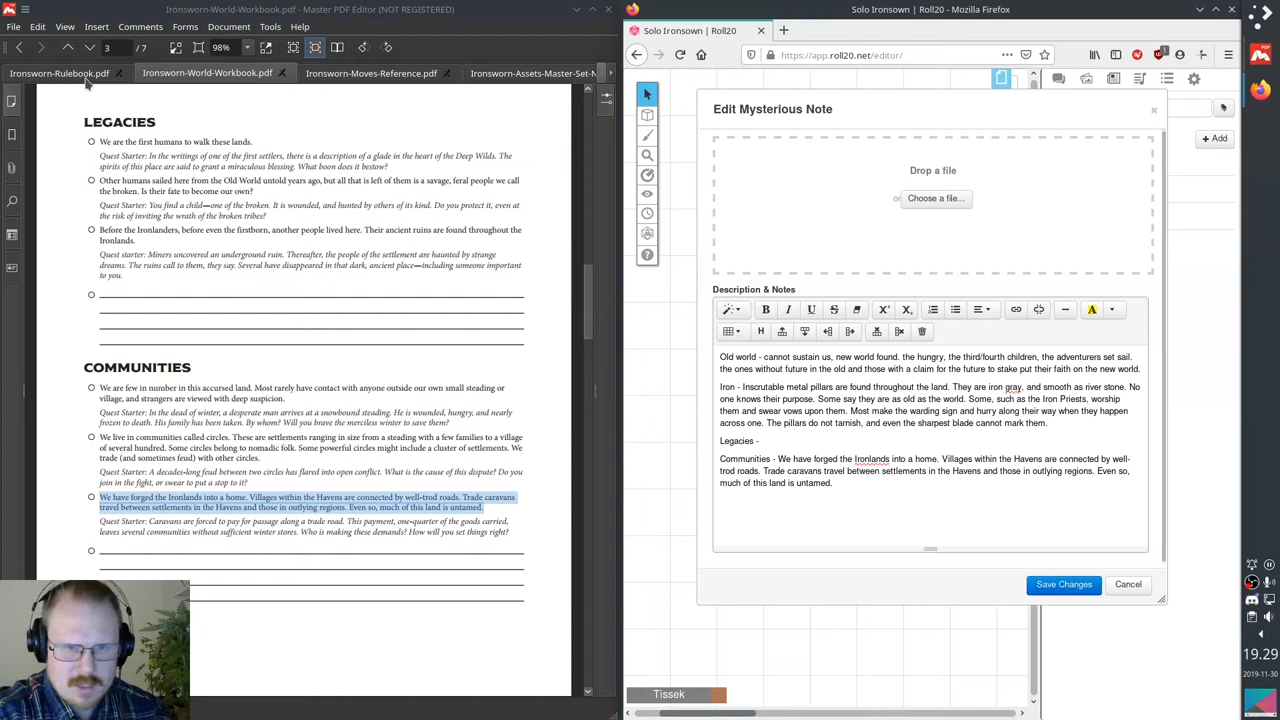 Ironsworn-World-Workbook.pdf - Master PDF Editor (NOT REGISTERED)
Solo Ironsown | Roll20 - Mozilla Firefox
File Edit View Insert Comments Forms Document Tools Help
Solo Ironsown | Roll20
3 / 7 98%
https://app.roll20.net/editor/
Ironsworn-Rulebook.pdf
Ironsworn-World-Workbook.pdf
Ironsworn-Moves-Reference.pdf
Ironsworn-Assets-Master-Set-N
LEGACIES
We are the first humans to walk these lands.
Quest Starter: In the writings of one of the first settlers, there is a description of a glade in the heart of the Deep Wilds. The
spirits of this place are said to grant a miraculous blessing. What boon does it bestow?
Other humans sailed here from the Old World untold years ago, but all that is left of them is a savage, feral people we call
the broken. Is their fate to become our own?
Quest Starter: You find a child—one of the broken. It is wounded, and hunted by others of its kind. Do you protect it, even at
the risk of inviting the wrath of the broken tribes?
Before the Ironlanders, before even the firstborn, another people lived here. Their ancient ruins are found throughout the
Ironlands.
Quest starter: Miners uncovered an underground ruin. Thereafter, the people of the settlement are haunted by strange
dreams. The ruins call to them, they say. Several have disappeared in that dark, ancient place—including someone important
to you.
COMMUNITIES
We are few in number in this accursed land. Most rarely have contact with anyone outside our own small steading or
village, and strangers are viewed with deep suspicion.
Quest Starter: In the dead of winter, a desperate man arrives at a snowbound steading. He is wounded, hungry, and nearly
frozen to death. His family has been taken. By whom? Will you brave the merciless winter to save them?
We live in communities called circles. These are settlements ranging in size from a steading with a few families to a village
of several hundred. Some circles belong to nomadic folk. Some powerful circles might include a cluster of settlements. We
trade (and sometimes feud) with other circles.
Quest Starter: A decades-long feud between two circles has flared into open conflict. What is the cause of this dispute? Do you
join in the fight, or swear to put a stop to it?
We have forged the Ironlands into a home. Villages within the Havens are connected by well-trod roads. Trade caravans
travel between settlements in the Havens and those in outlying regions. Even so, much of this land is untamed.
Quest Starter: Caravans are forced to pay for passage along a trade road. This payment, one-quarter of the goods carried,
leaves several communities without sufficient winter stores. Who is making these demands? How will you set things right?
Edit Mysterious Note
Drop a file
or Choose a file...
Description & Notes
B I U S X² X₂ A
H
Old world - cannot sustain us, new world found. the hungry, the third/fourth children, the adventurers set sail.
the ones without future in the old and those with a claim for the future to stake put their faith on the new world.
Iron - Inscrutable metal pillars are found throughout the land. They are iron gray, and smooth as river stone. No
one knows their purpose. Some say they are as old as the world. Some, such as the Iron Priests, worship
them and swear vows upon them. Most make the warding sign and hurry along their way when they happen
across one. The pillars do not tarnish, and even the sharpest blade cannot mark them.
Legacies -
Communities - We have forged the Ironlands into a home. Villages within the Havens are connected by well-
trod roads. Trade caravans travel between settlements in the Havens and those in outlying regions. Even so,
much of this land is untamed.
Save Changes
Cancel
+ Add
1
Tissek
19.29
2019-11-30